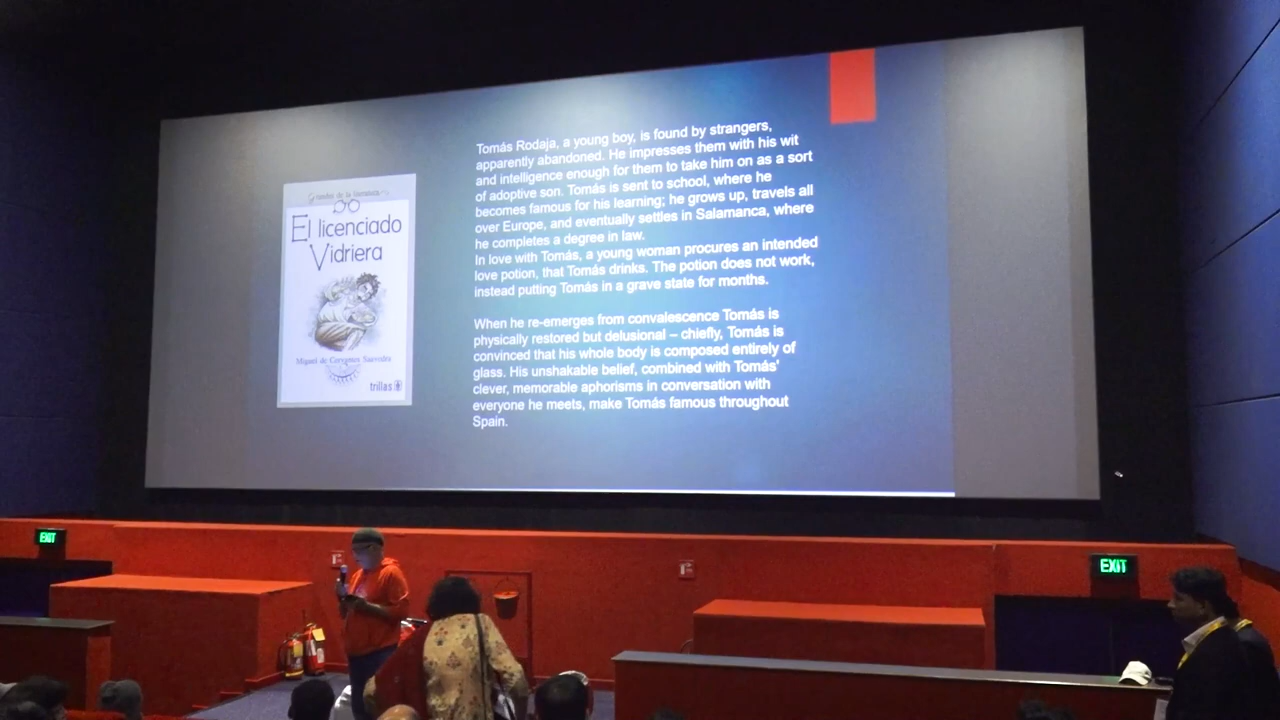 Tomás Rodaja, a young boy, is found by strangers,
apparently abandoned. He impresses them with his wit
and intelligence enough for them to take him on as a sort
of adoptive son. Tomás is sent to school, where he
becomes famous for his learning; he grows up, travels all
over Europe, and eventually settles in Salamanca, where
he completes a degree in law.
In love with Tomás, a young woman procures an intended
love potion, that Tomás drinks. The potion does not work,
instead putting Tomás in a grave state for months.
When he re-emerges from convalescence Tomás is
physically restored but delusional – chiefly, Tomás is
convinced that his whole body is composed entirely of
glass. His unshakable belief, combined with Tomás'
clever, memorable aphorisms in conversation with
everyone he meets, make Tomás famous throughout
Spain.
de la literatura
El licenciado
Vidriera
Miguel de Cervantes Saavedra
trillas
EXIT
EXIT